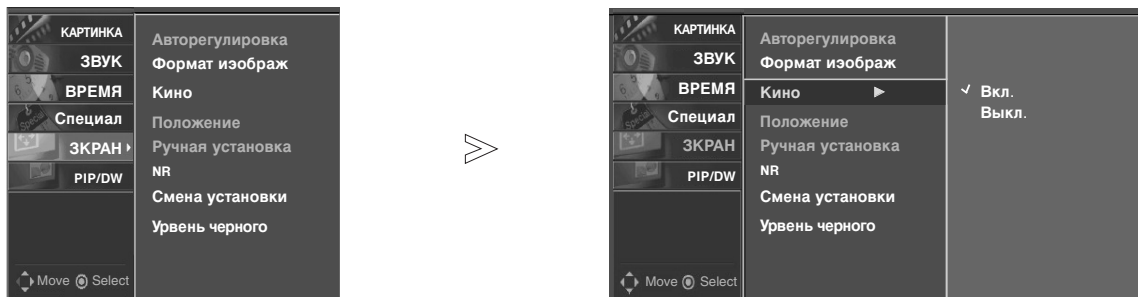 КАРТИНКА
ЗВУК
ВРЕМЯ
Специал
ЗКРАН
PIP/DW
Move Select
Авторегулировка
Формат иэображ
Кино
Положение
Ручная установка
NR
Смена установки
Урвень черного
КАРТИНКА
ЗВУК
ВРЕМЯ
Специал
ЗКРАН
PIP/DW
Move Select
Авторегулировка
Формат иэображ
Кино
Положение
Ручная установка
NR
Смена установки
Урвень черного
Вкл.
Выкл.